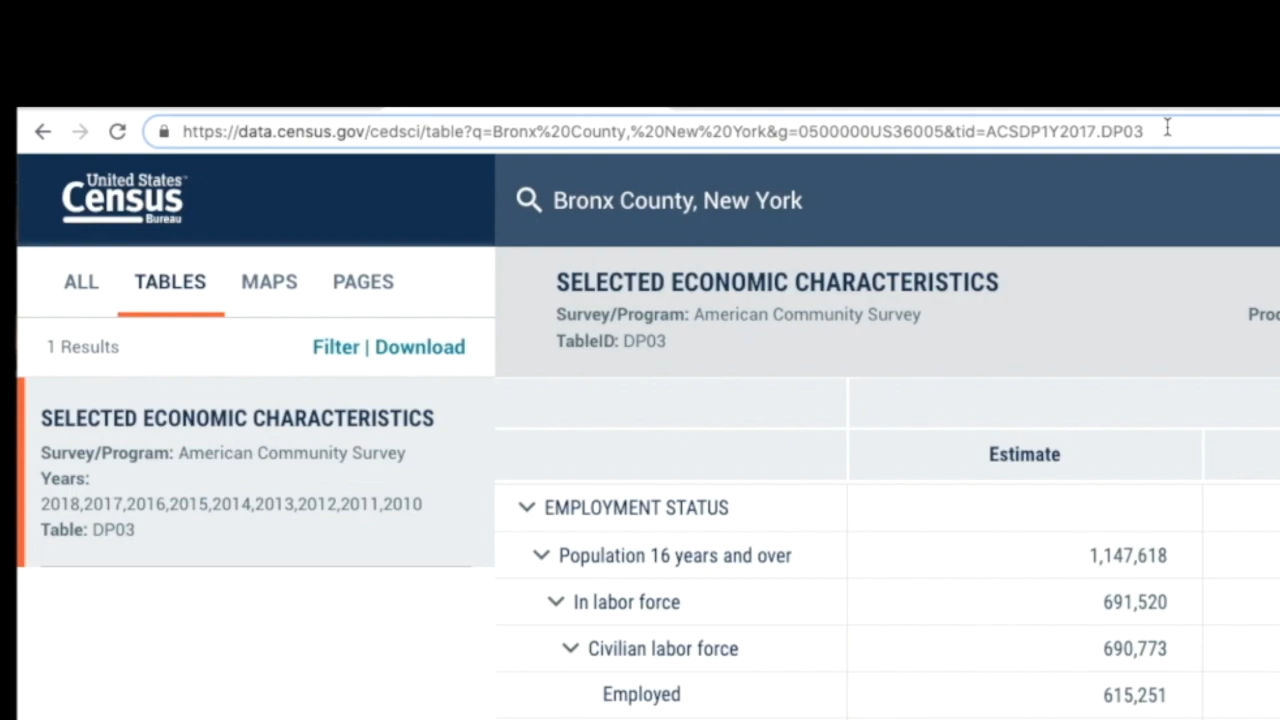 https://data.census.gov/cedsci/table?q=Bronx%20County,%20New%20York&g=0500000US36005&tid=ACSDP1Y2017.DP03
United States™
Census
Bureau
Bronx County, New York
ALL TABLES MAPS PAGES
1 Results
Filter | Download
SELECTED ECONOMIC CHARACTERISTICS
Survey/Program: American Community Survey
Years:
2018,2017,2016,2015,2014,2013,2012,2011,2010
Table: DP03
SELECTED ECONOMIC CHARACTERISTICS
Survey/Program: American Community Survey
TableID: DP03
Estimate
EMPLOYMENT STATUS
Population 16 years and over 1,147,618
In labor force 691,520
Civilian labor force 690,773
Employed 615,251